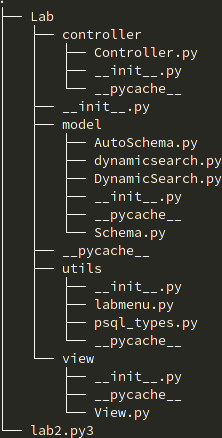 .
├── Lab
│   ├── controller
│   │   ├── Controller.py
│   │   ├── __init__.py
│   │   └── __pycache__
│   ├── __init__.py
│   ├── model
│   │   ├── AutoSchema.py
│   │   ├── dynamicsearch.py
│   │   ├── DynamicSearch.py
│   │   ├── __init__.py
│   │   ├── __pycache__
│   │   └── Schema.py
│   ├── __pycache__
│   ├── utils
│   │   ├── __init__.py
│   │   ├── labmenu.py
│   │   ├── psql_types.py
│   │   └── __pycache__
│   └── view
│       ├── __init__.py
│       ├── __pycache__
│       └── View.py
└── lab2.py3